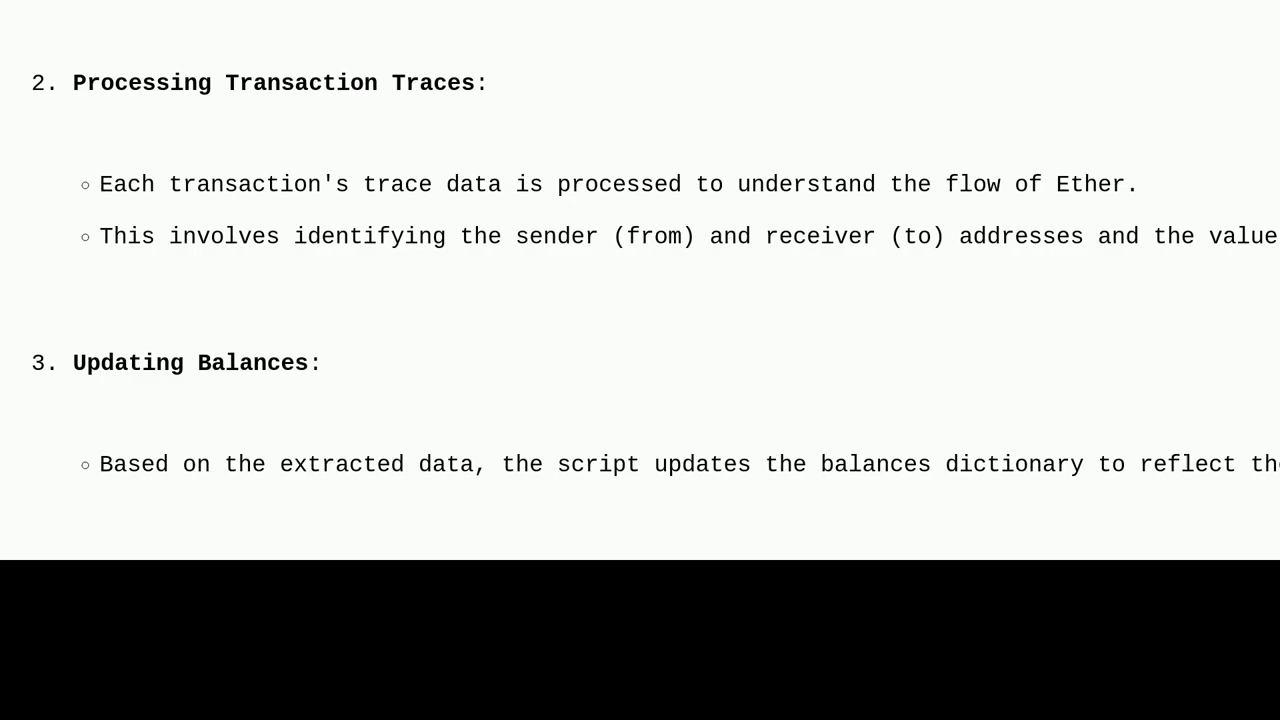 2. Processing Transaction Traces:
Each transaction's trace data is processed to understand the flow of Ether.
This involves identifying the sender (from) and receiver (to) addresses and the value
3. Updating Balances:
Based on the extracted data, the script updates the balances dictionary to reflect the